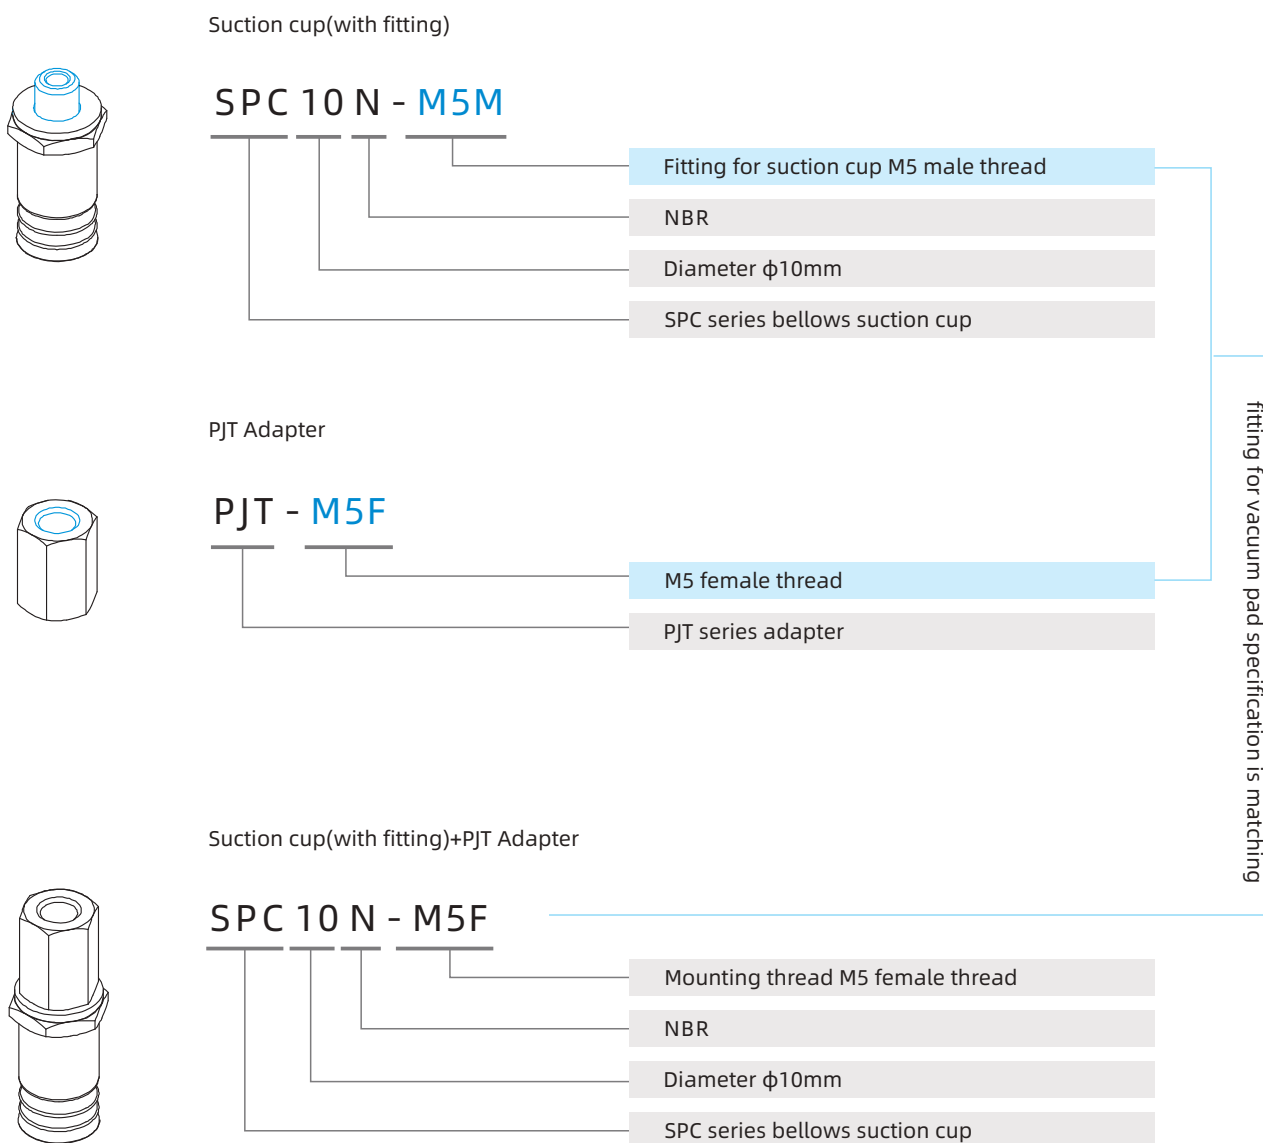 Suction cup(with fitting)
SPC 10 N - M5M
Fitting for suction cup M5 male thread
NBR
Diameter ϕ10mm
SPC series bellows suction cup
PJT Adapter
PJT - M5F
M5 female thread
PJT series adapter
fitting for vacuum pad specification is matching
Suction cup(with fitting)+PJT Adapter
SPC 10 N - M5F
Mounting thread M5 female thread
NBR
Diameter ϕ10mm
SPC series bellows suction cup